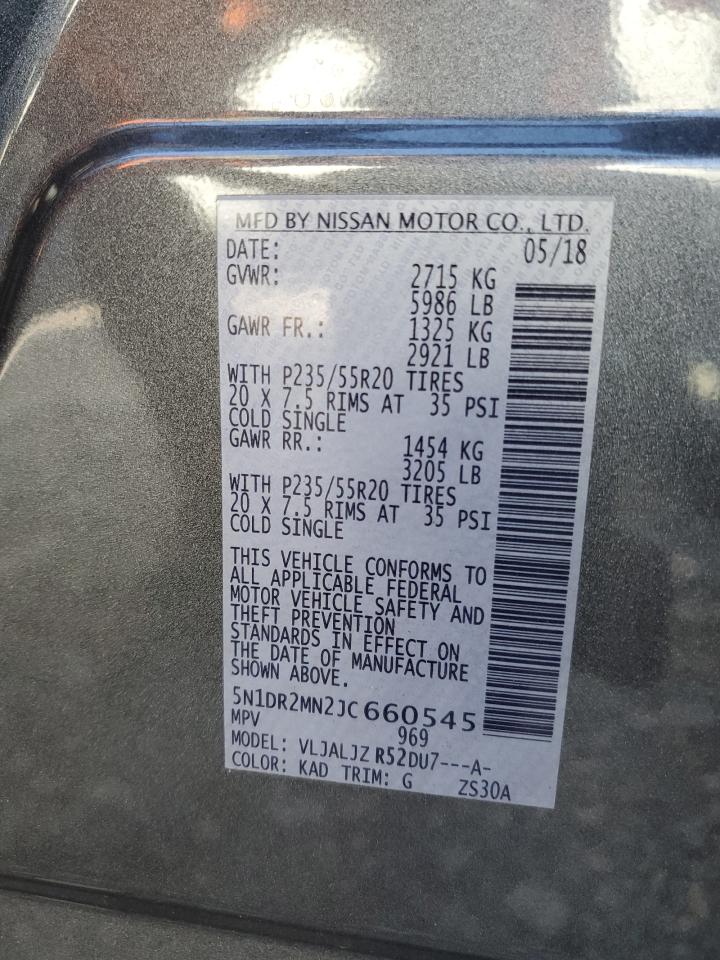 MFD BY NISSAN MOTOR CO., LTD.
DATE: 05/18
GVWR: 2715 KG
5986 LB
GAWR FR.: 1325 KG
2921 LB
WITH P235/55R20 TIRES
20 X 7.5 RIMS AT 35 PSI
COLD SINGLE
GAWR RR.: 1454 KG
3205 LB
WITH P235/55R20 TIRES
20 X 7.5 RIMS AT 35 PSI
COLD SINGLE
THIS VEHICLE CONFORMS TO
ALL APPLICABLE FEDERAL
MOTOR VEHICLE SAFETY AND
THEFT PREVENTION
STANDARDS IN EFFECT ON
THE DATE OF MANUFACTURE
SHOWN ABOVE.
5N1DR2MN2JC660545
MPV 969
MODEL: VLJALJZ R52DU7---A-
COLOR: KAD TRIM: G ZS30A